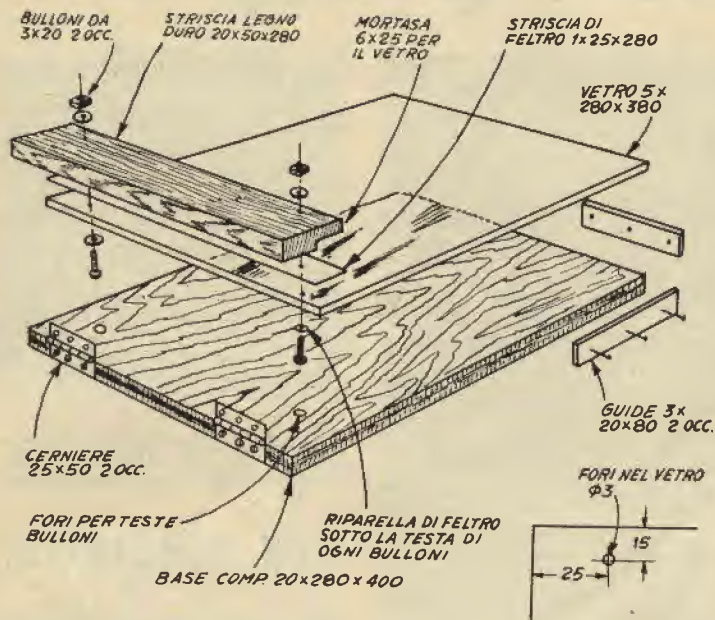 BULLONI DA
3X20 2 OCC.
STRISCIA LEGNO
DURO 20X50X280
MORTASA
6X25 PER
IL VETRO
STRISCIA DI
FELTRO 1X25X280
VETRO 5X
280X380
GUIDE 3X
20X80 2 OCC.
CERNIERE
25X50 2 OCC.
FORI PER TESTE
BULLONI
BASE COMP. 20X280X400
RIPARELLA DI FELTRO
SOTTO LA TESTA DI
OGNI BULLONI
FORI NEL VETRO
Φ3
15
25